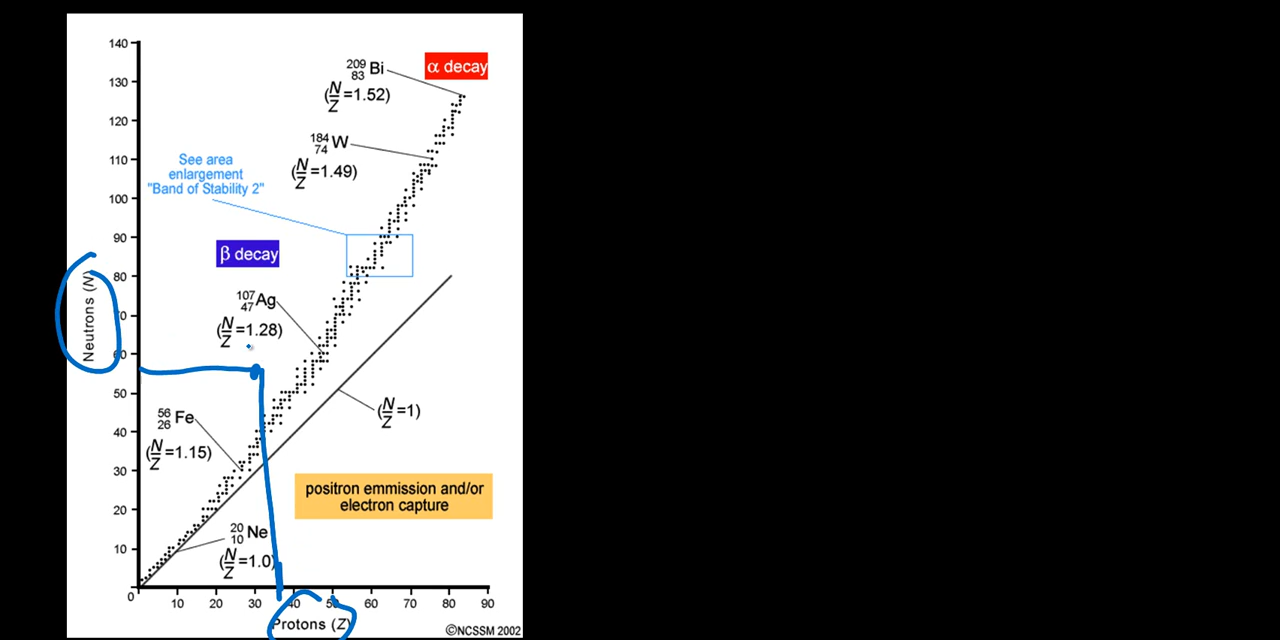 140
130
120
110
100
90
80
70
60
50
40
30
20
10
0
10 20 30 40 50 60 70 80 90
Neutrons (N)
Protons (Z)
α decay
209
83 Bi
(N/Z =1.52)
184
74 W
(N/Z =1.49)
See area
enlargement
"Band of Stability 2"
β decay
107
47 Ag
(N/Z =1.28)
(N/Z =1)
56
26 Fe
(N/Z =1.15)
positron emmission and/or
electron capture
20
10 Ne
(N/Z =1.0)
©NCSSM 2002